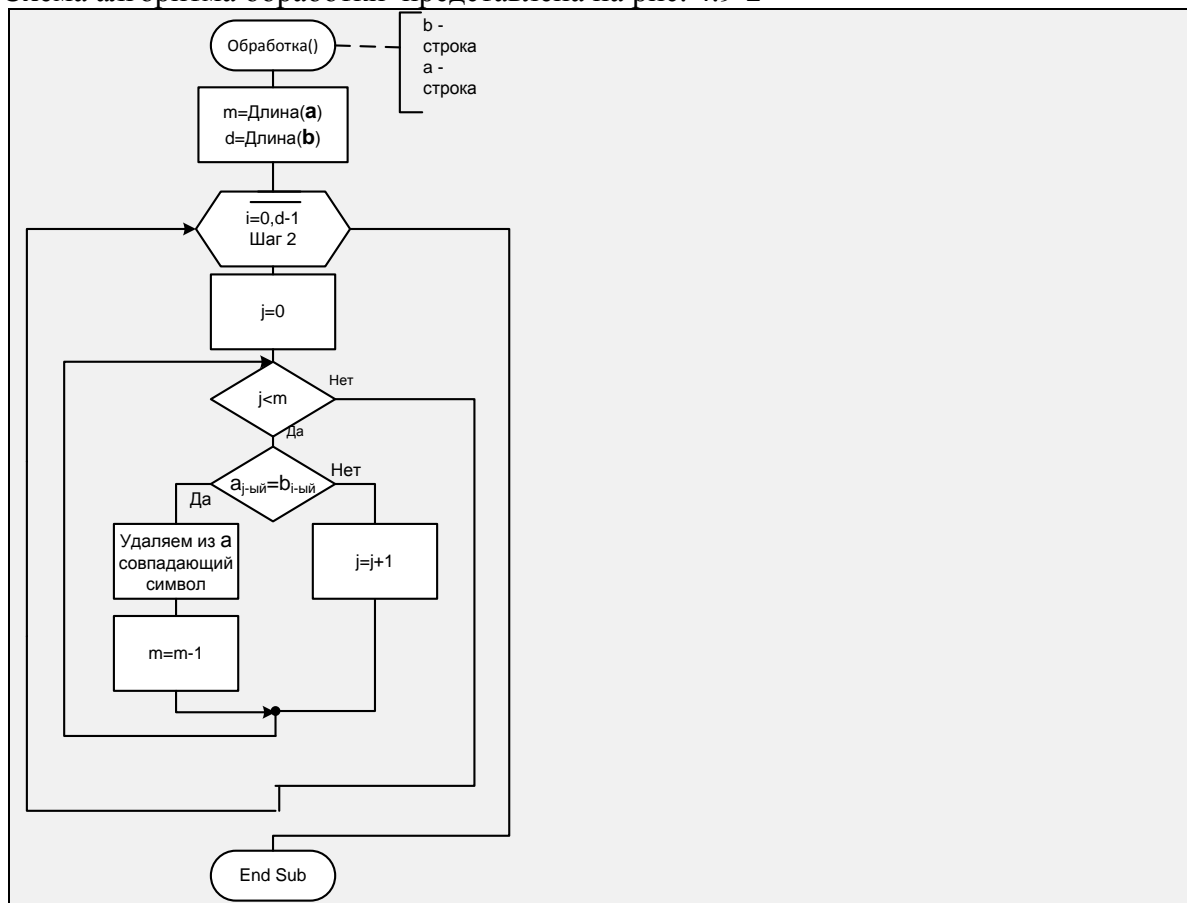 Схема алгоритма обработки представлена на рис. 4.9-2
Обработка()
b -
строка
a -
строка
m=Длина(a)
d=Длина(b)
i=0,d-1
Шаг 2
j=0
j<m
Нет
Да
aj-ый=bi-ый
Нет
Да
Удаляем из a
совпадающий
символ
j=j+1
m=m-1
End Sub